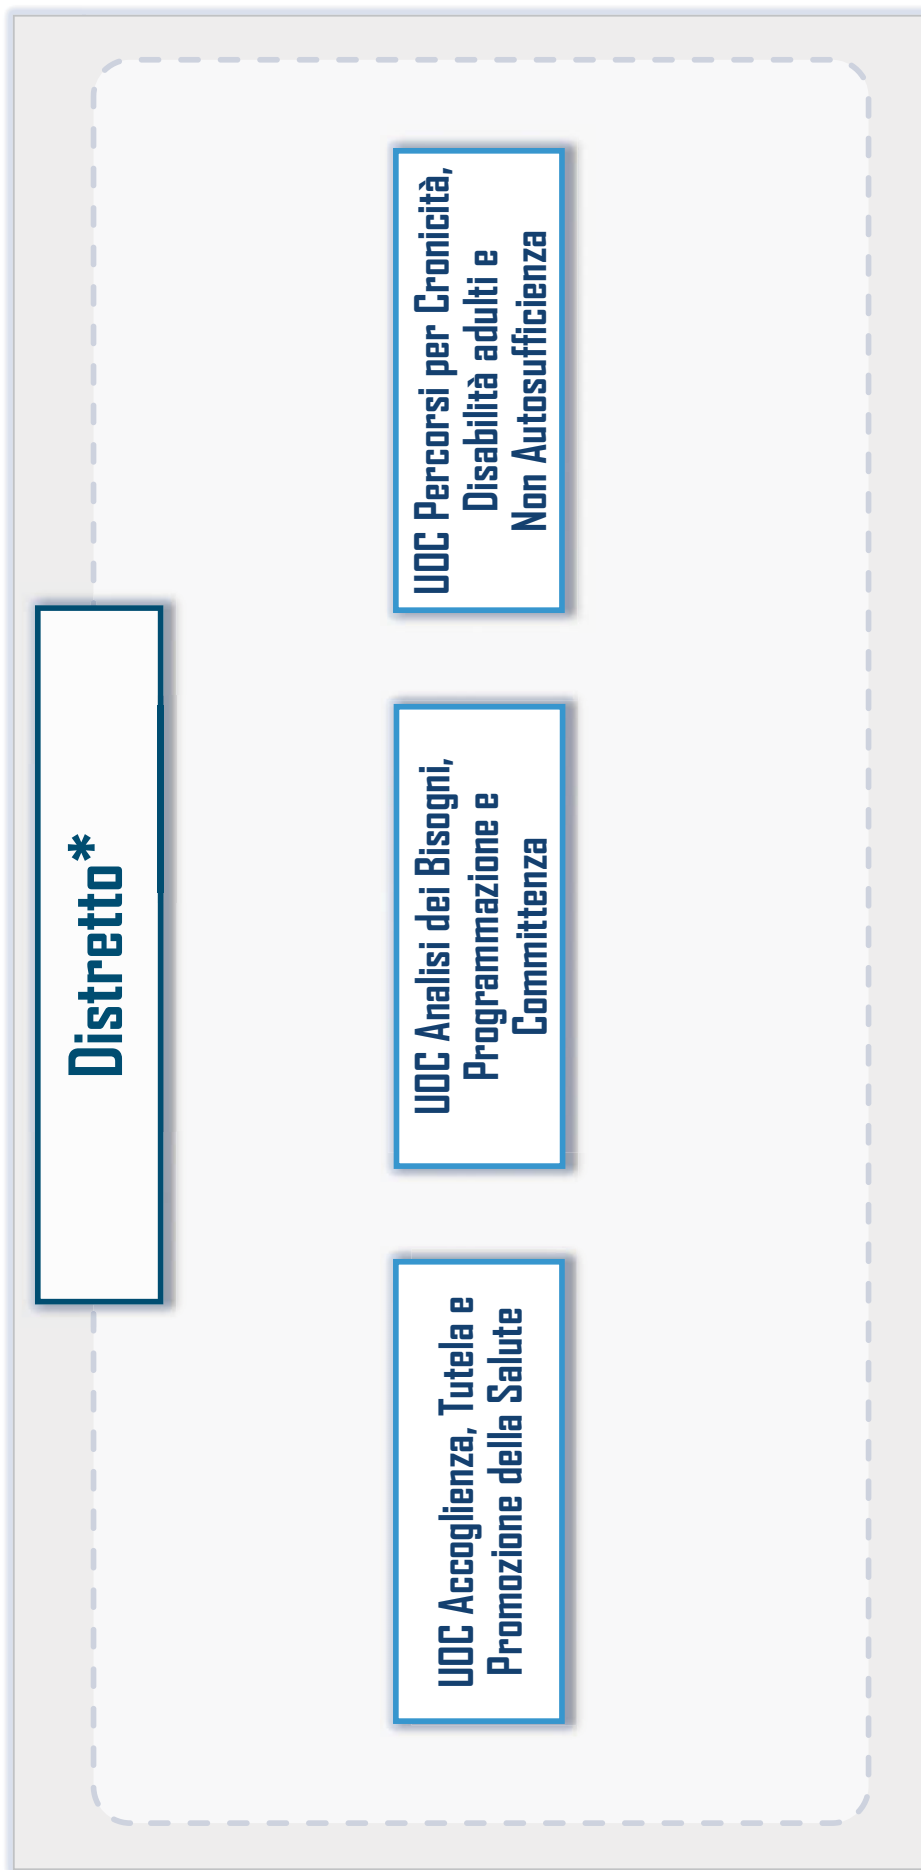 Distretto*
UOC Accoglienza, Tutela e
Promozione della Salute
UOC Analisi dei Bisogni,
Programmazione e
Committenza
UOC Percorsi per Cronicità,
Disabilità adulti e
Non Autosufficienza